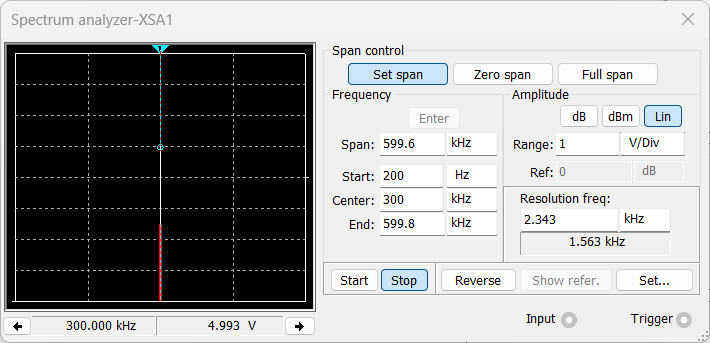 Spectrum analyzer-XSA1
1
300.000 kHz 4.993 V
Span control
Set span Zero span Full span
Frequency
Enter
Span: 599.6 kHz
Start: 200 Hz
Center: 300 kHz
End: 599.8 kHz
Amplitude
dB dBm Lin
Range: 1 V/Div
Ref: 0 dB
Resolution freq:
2.343 kHz
1.563 kHz
Start Stop Reverse Show refer. Set...
Input Trigger